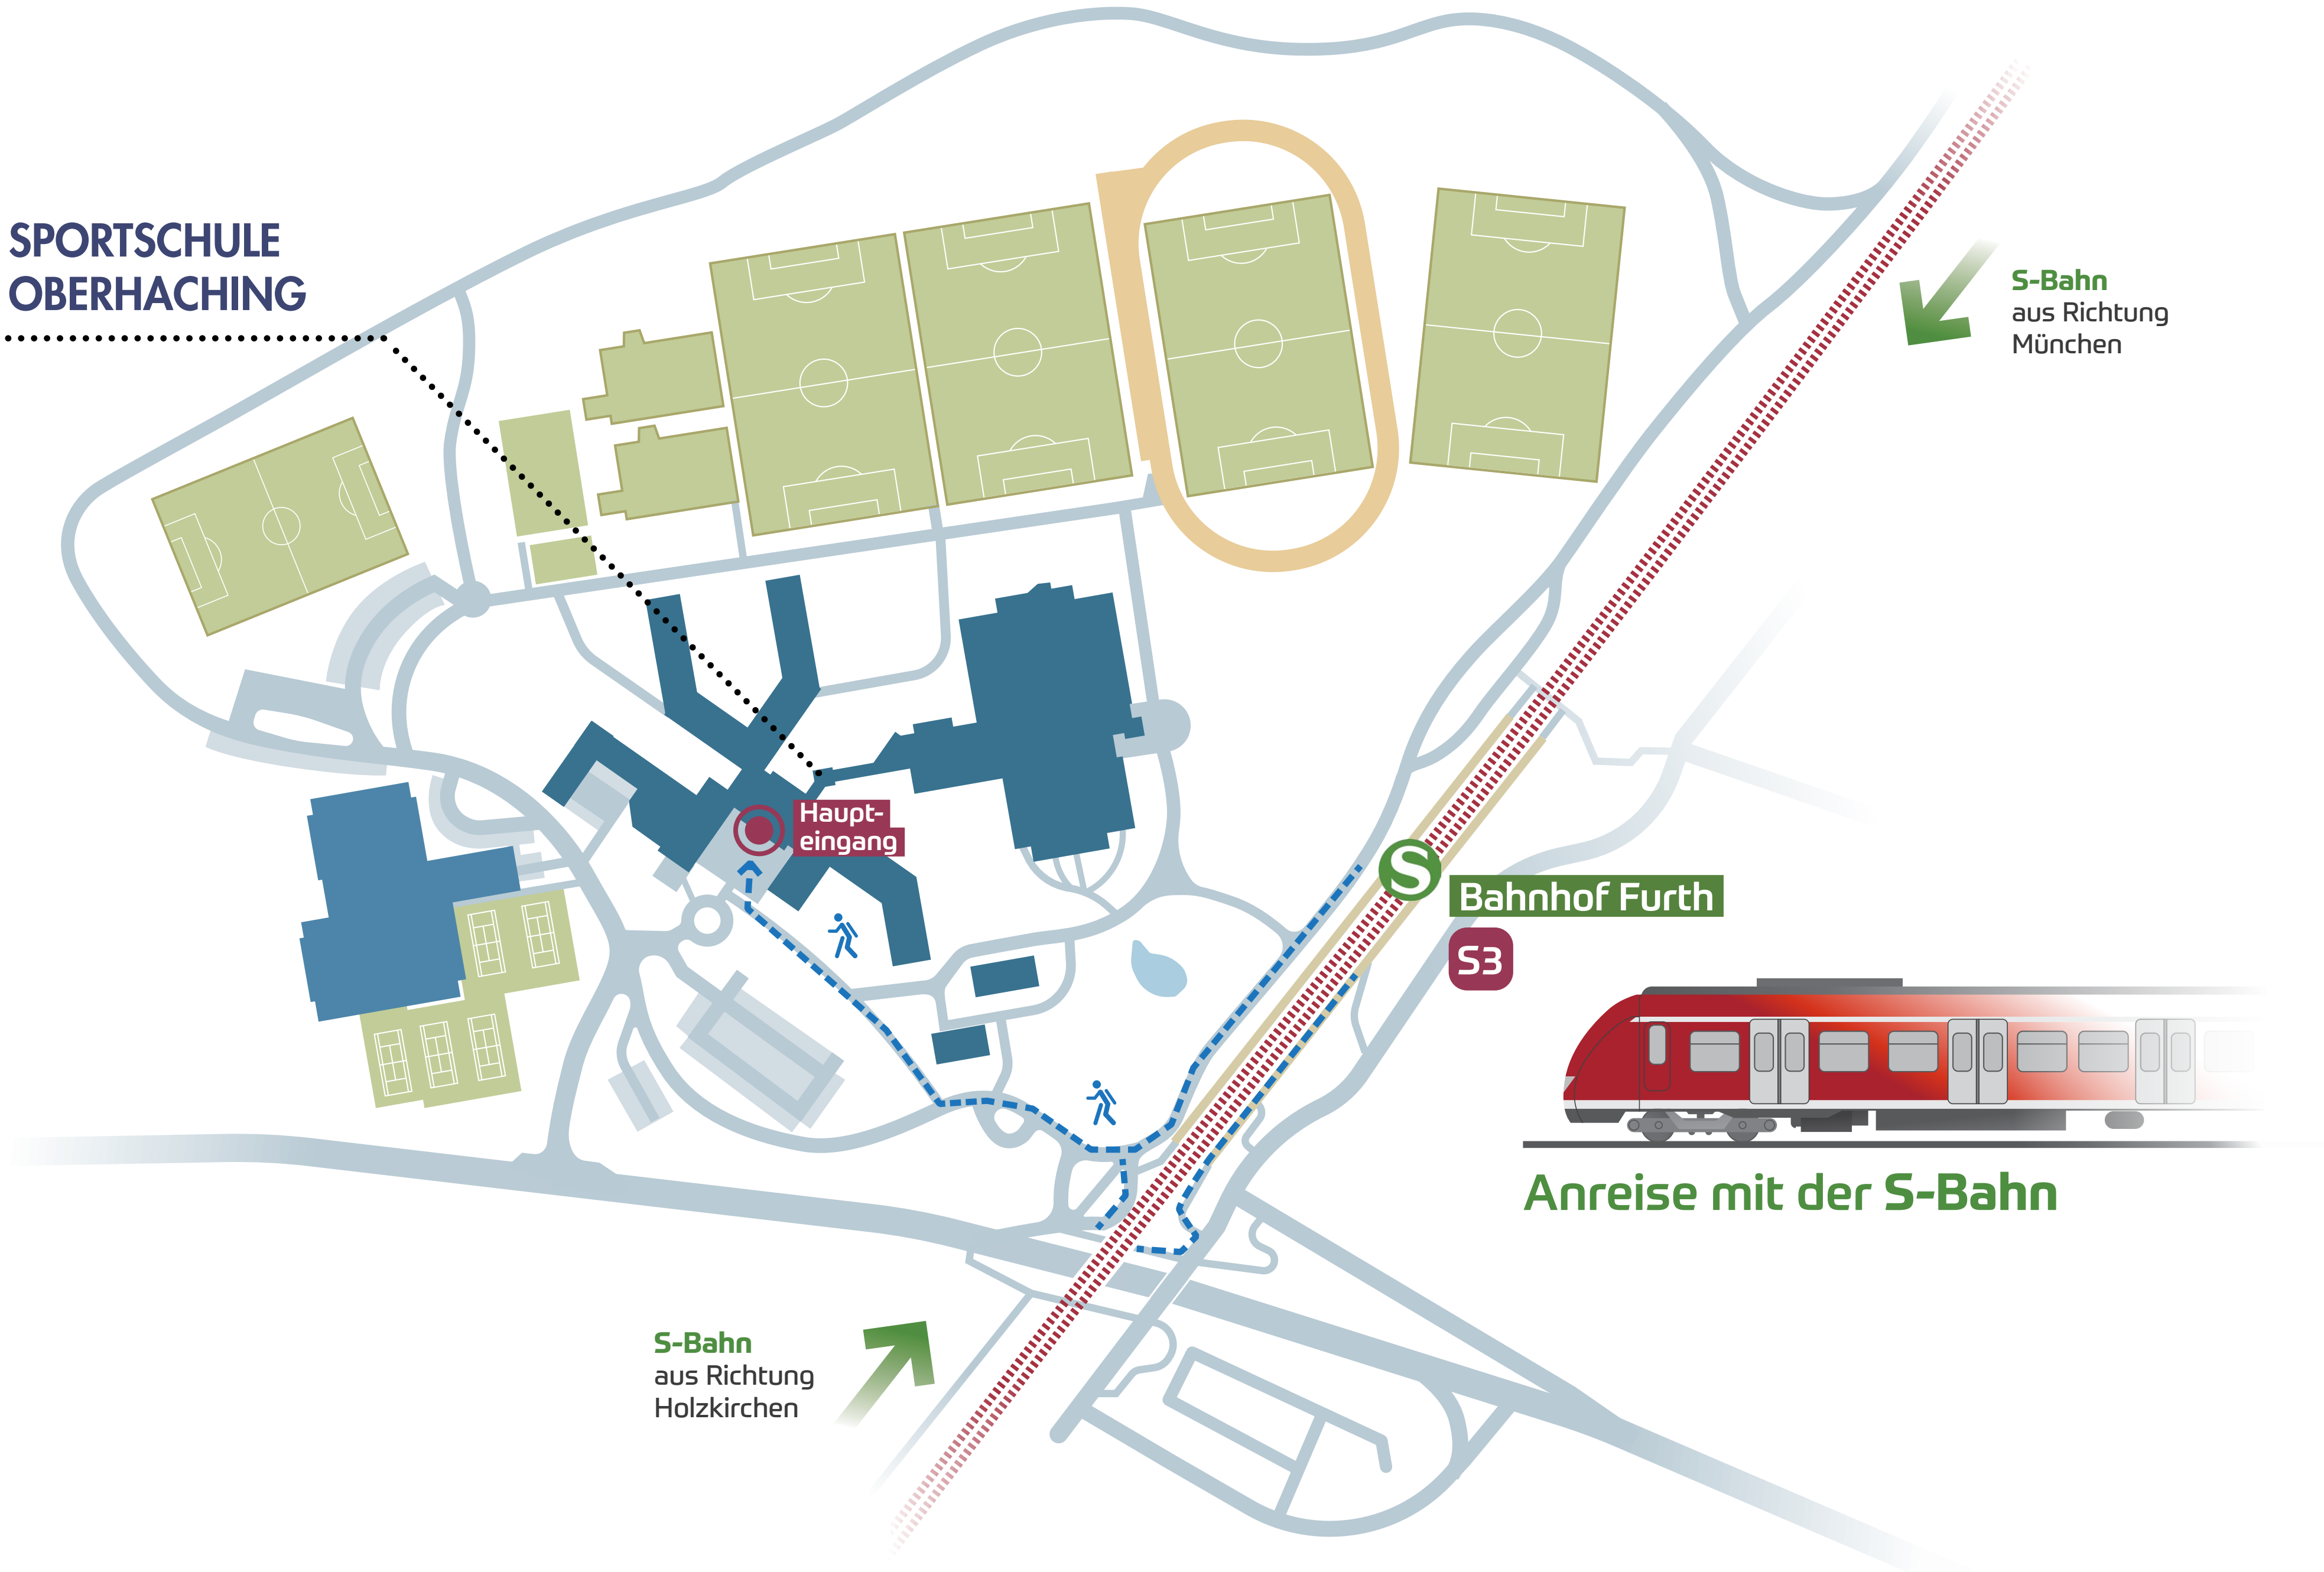 SPORTSCHULE
OBERHACHING
S-Bahn
aus Richtung
München
Haupt-
eingang
S
Bahnhof Furth
S3
Anreise mit der S-Bahn
S-Bahn
aus Richtung
Holzkirchen